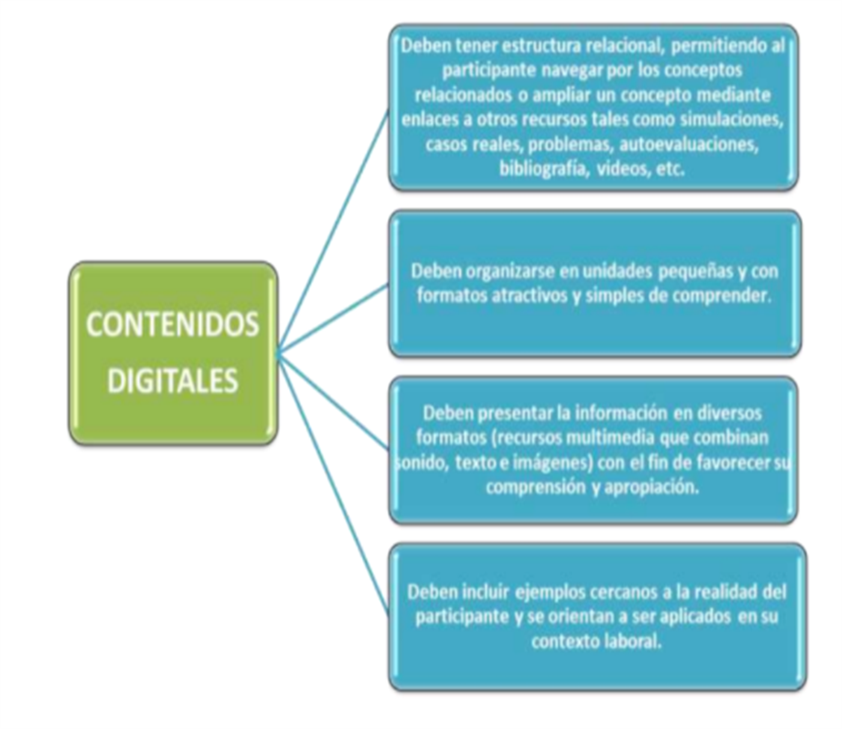 CONTENIDOS
DIGITALES
Deben tener estructura relacional, permitiendo al
participante navegar por los conceptos
relacionados o ampliar un concepto mediante
enlaces a otros recursos tales como simulaciones,
casos reales, problemas, autoevaluaciones,
bibliografía, videos, etc.
Deben organizarse en unidades pequeñas y con
formatos atractivos y simples de comprender.
Deben presentar la información en diversos
formatos (recursos multimedia que combinan
sonido, texto e imágenes) con el fin de favorecer su
comprensión y apropiación.
Deben incluir ejemplos cercanos a la realidad del
participante y se orientan a ser aplicados en su
contexto laboral.